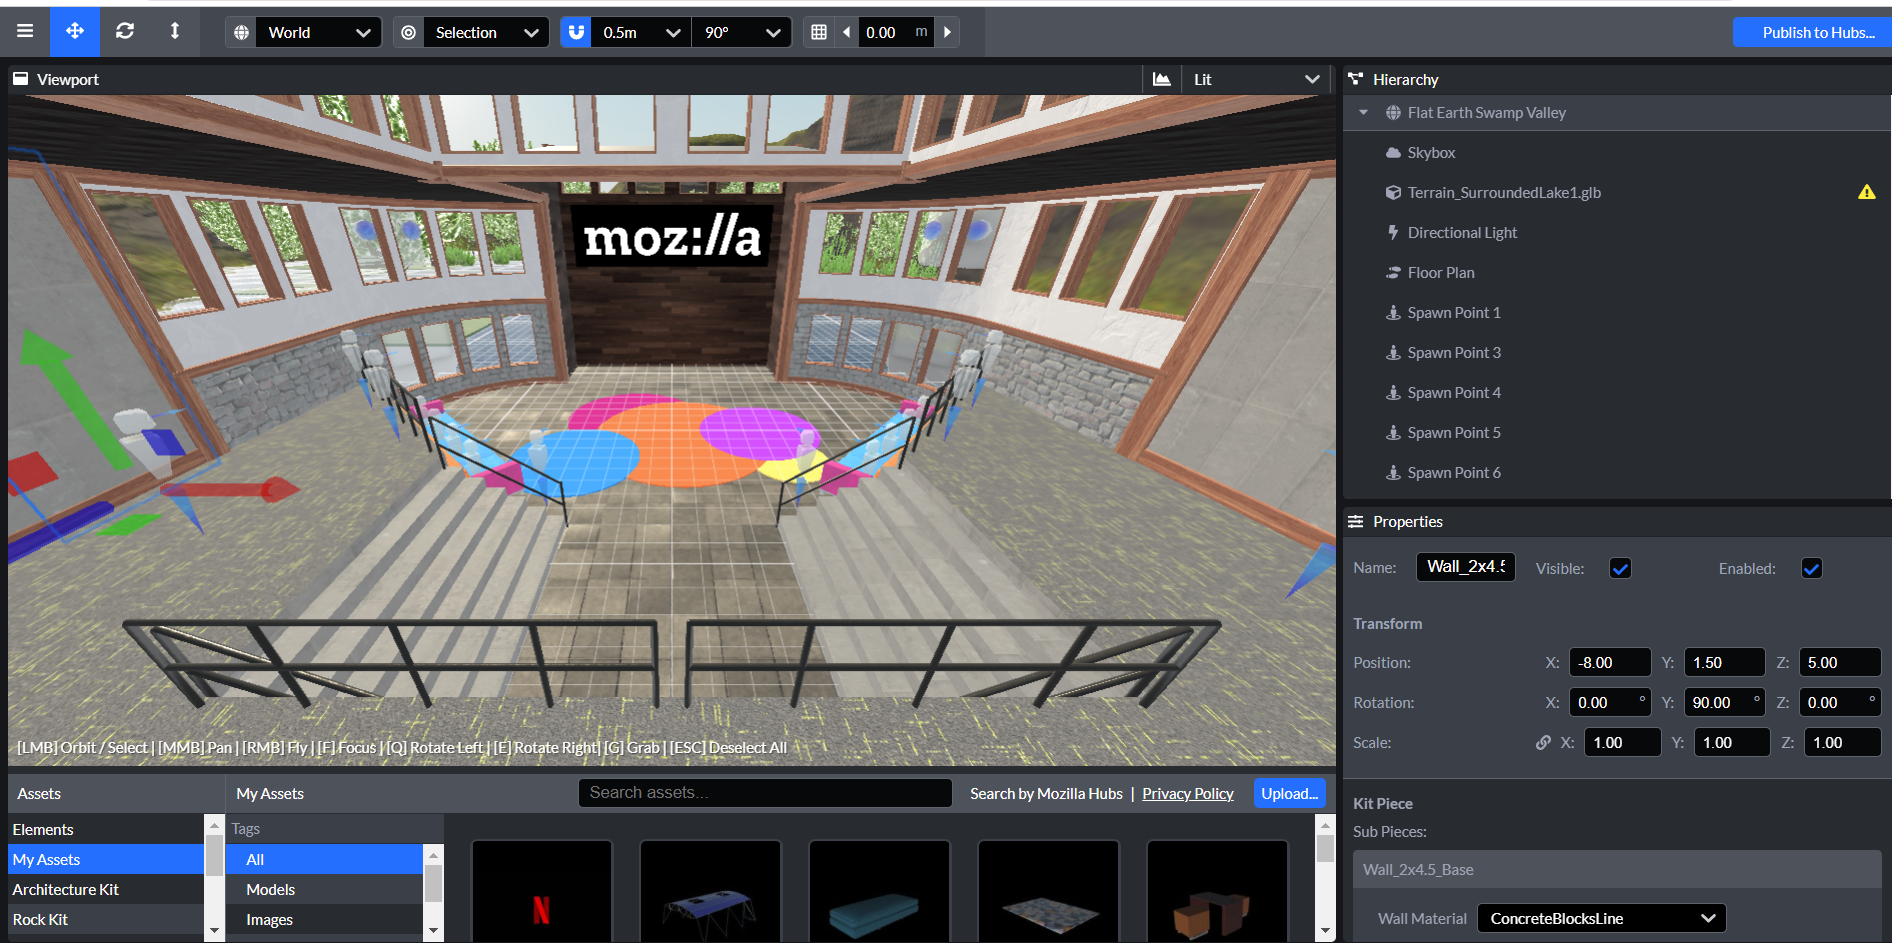 World
Selection
0.5m
90°
0.00 m
Publish to Hubs...
Viewport
Lit
moz://a
[LMB] Orbit / Select | [MMB] Pan | [RMB] Fly | [F] Focus | [Q] Rotate Left | [E] Rotate Right| [G] Grab | [ESC] Deselect All
Hierarchy
Flat Earth Swamp Valley
Skybox
Terrain_SurroundedLake1.glb
Directional Light
Floor Plan
Spawn Point 1
Spawn Point 3
Spawn Point 4
Spawn Point 5
Spawn Point 6
Properties
Name: Wall_2x4.5 Visible: Enabled:
Transform
Position: X: -8.00 Y: 1.50 Z: 5.00
Rotation: X: 0.00 ° Y: 90.00 ° Z: 0.00 °
Scale: X: 1.00 Y: 1.00 Z: 1.00
Kit Piece
Sub Pieces:
Wall_2x4.5_Base
Wall Material ConcreteBlocksLine
Assets
Elements
My Assets
Architecture Kit
Rock Kit
My Assets
Search assets...
Search by Mozilla Hubs | Privacy Policy
Upload...
Tags
All
Models
Images
N